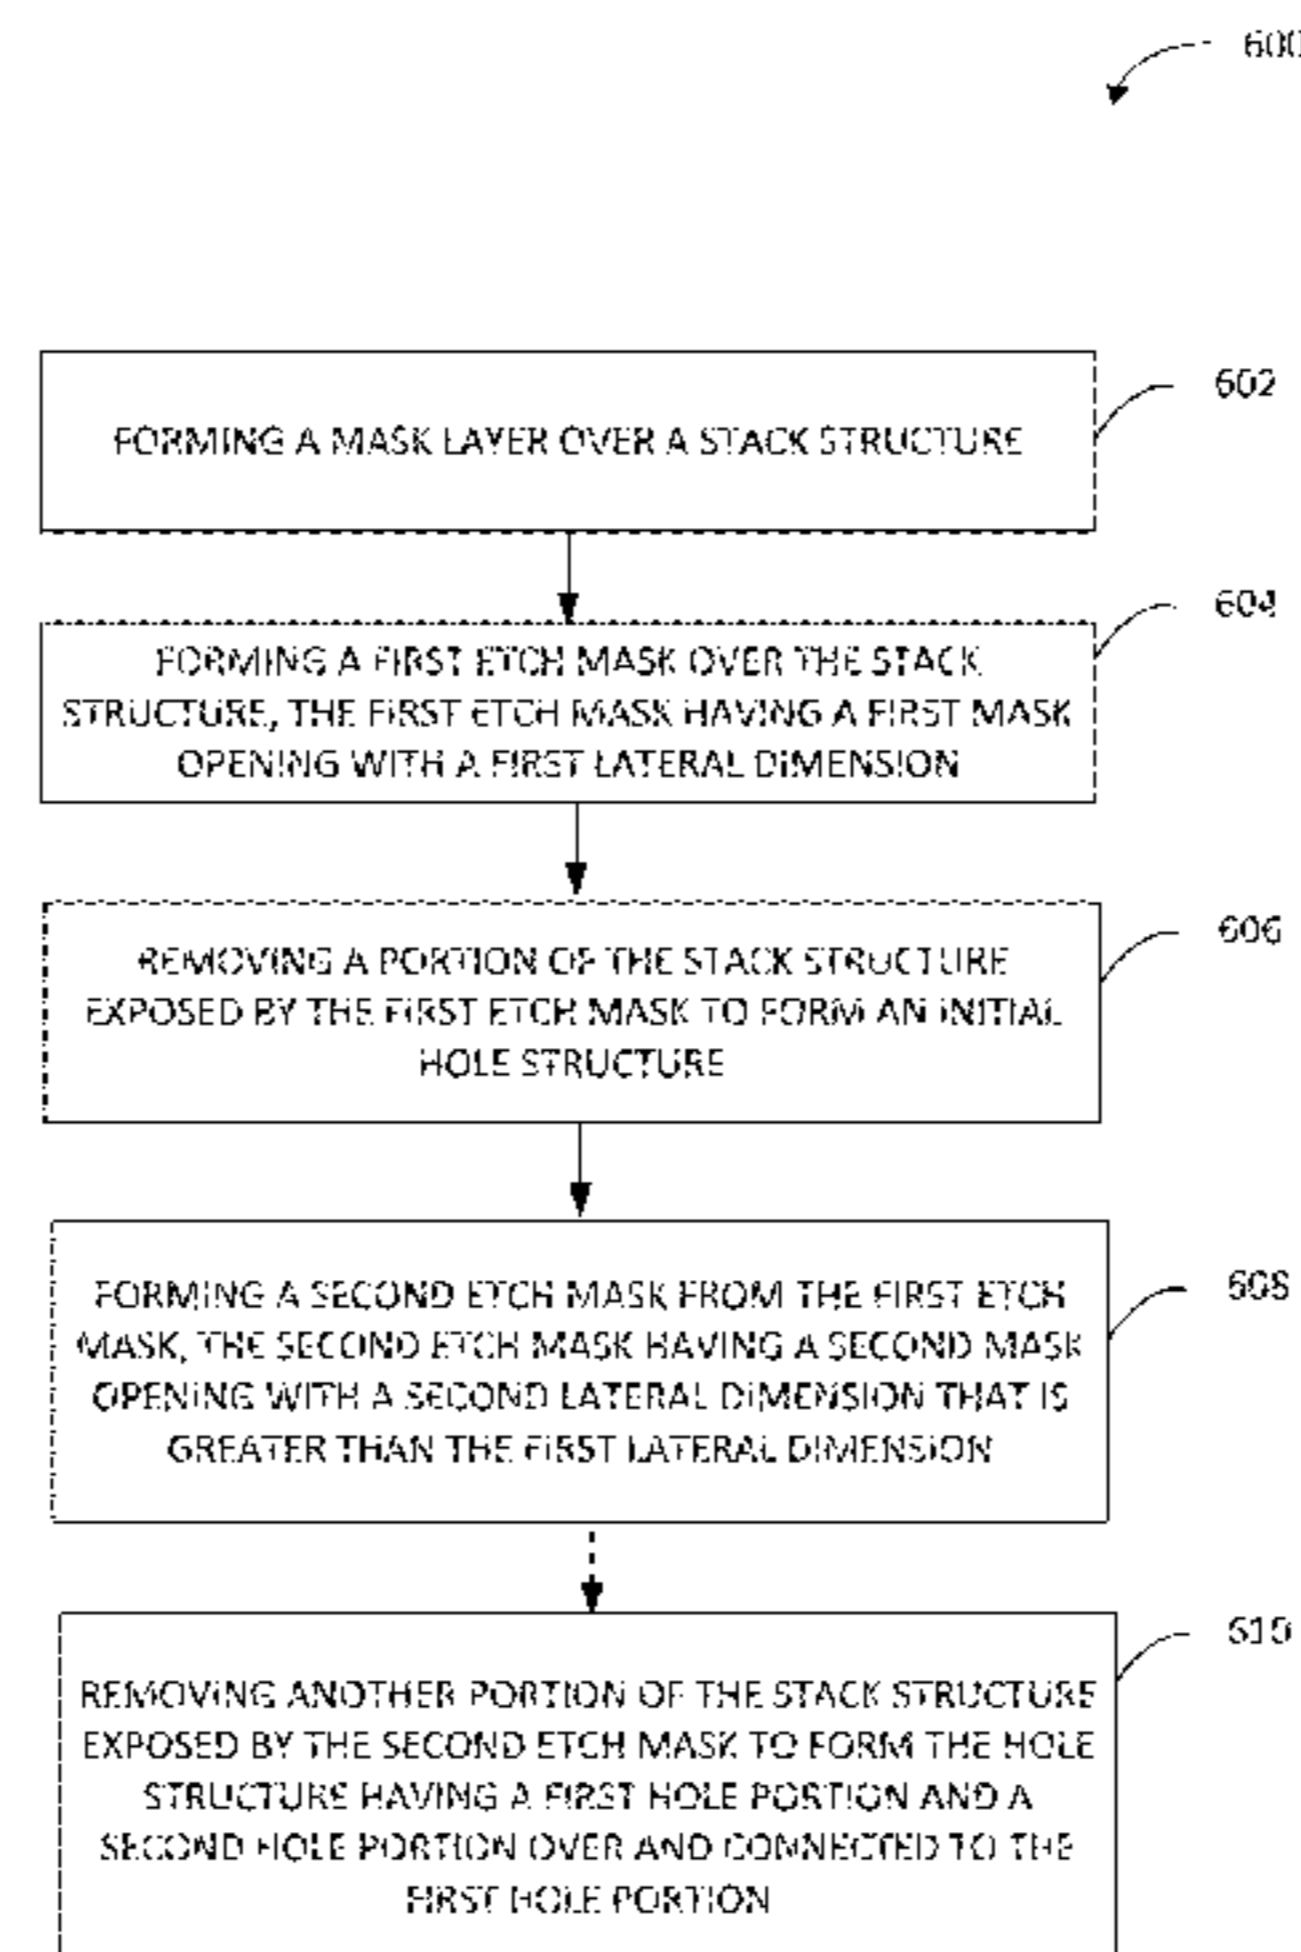 600
602
FORMING A MASK LAYER OVER A STACK STRUCTURE
604
FORMING A FIRST ETCH MASK OVER THE STACK
STRUCTURE, THE FIRST ETCH MASK HAVING A FIRST MASK
OPENING WITH A FIRST LATERAL DIMENSION
606
REMOVING A PORTION OF THE STACK STRUCTURE
EXPOSED BY THE FIRST ETCH MASK TO FORM AN INITIAL
HOLE STRUCTURE
608
FORMING A SECOND ETCH MASK FROM THE FIRST ETCH
MASK, THE SECOND ETCH MASK HAVING A SECOND MASK
OPENING WITH A SECOND LATERAL DIMENSION THAT IS
GREATER THAN THE FIRST LATERAL DIMENSION
610
REMOVING ANOTHER PORTION OF THE STACK STRUCTURE
EXPOSED BY THE SECOND ETCH MASK TO FORM THE HOLE
STRUCTURE HAVING A FIRST HOLE PORTION AND A
SECOND HOLE PORTION OVER AND CONNECTED TO THE
FIRST HOLE PORTION